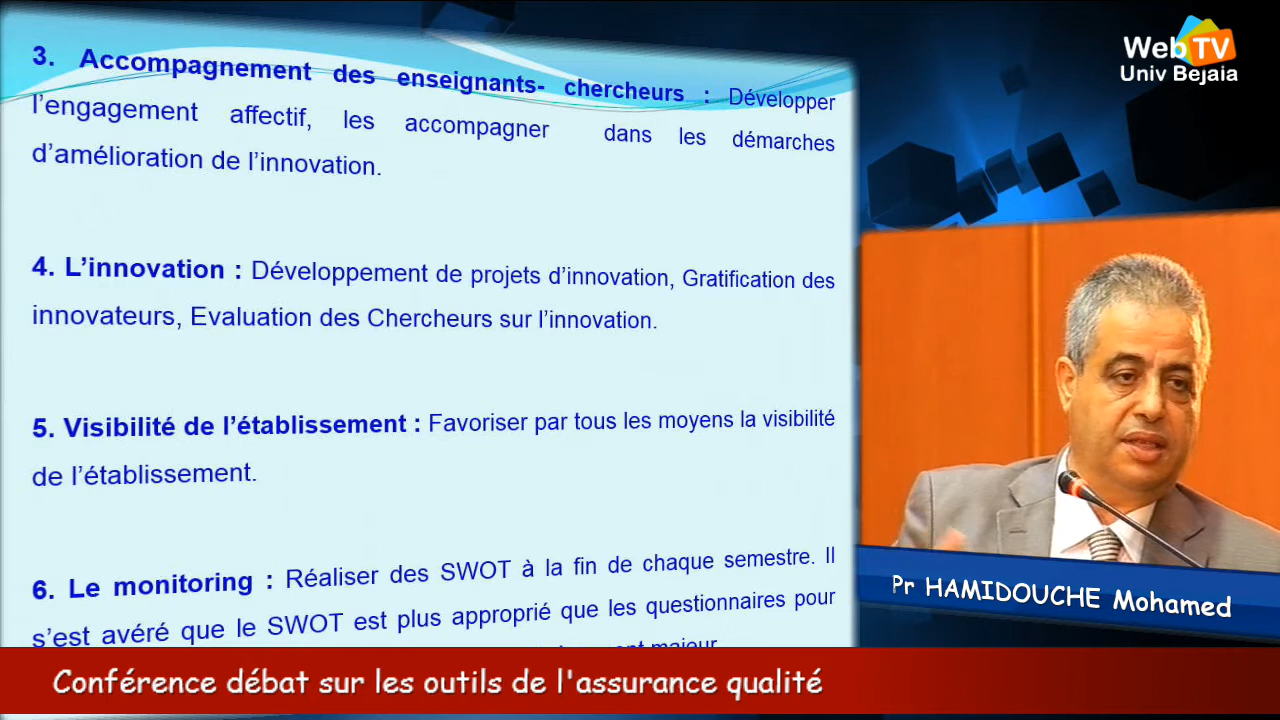 3. Accompagnement des enseignants- chercheurs : Développer
l’engagement affectif, les accompagner dans les démarches
d’amélioration de l’innovation.
4. L’innovation : Développement de projets d’innovation, Gratification des
innovateurs, Evaluation des Chercheurs sur l’innovation.
5. Visibilité de l’établissement : Favoriser par tous les moyens la visibilité
de l’établissement.
6. Le monitoring : Réaliser des SWOT à la fin de chaque semestre. Il
s’est avéré que le SWOT est plus approprié que les questionnaires pour
majeur
Web TV
Univ Bejaia
Pr HAMIDOUCHE Mohamed
Conférence débat sur les outils de l'assurance qualité